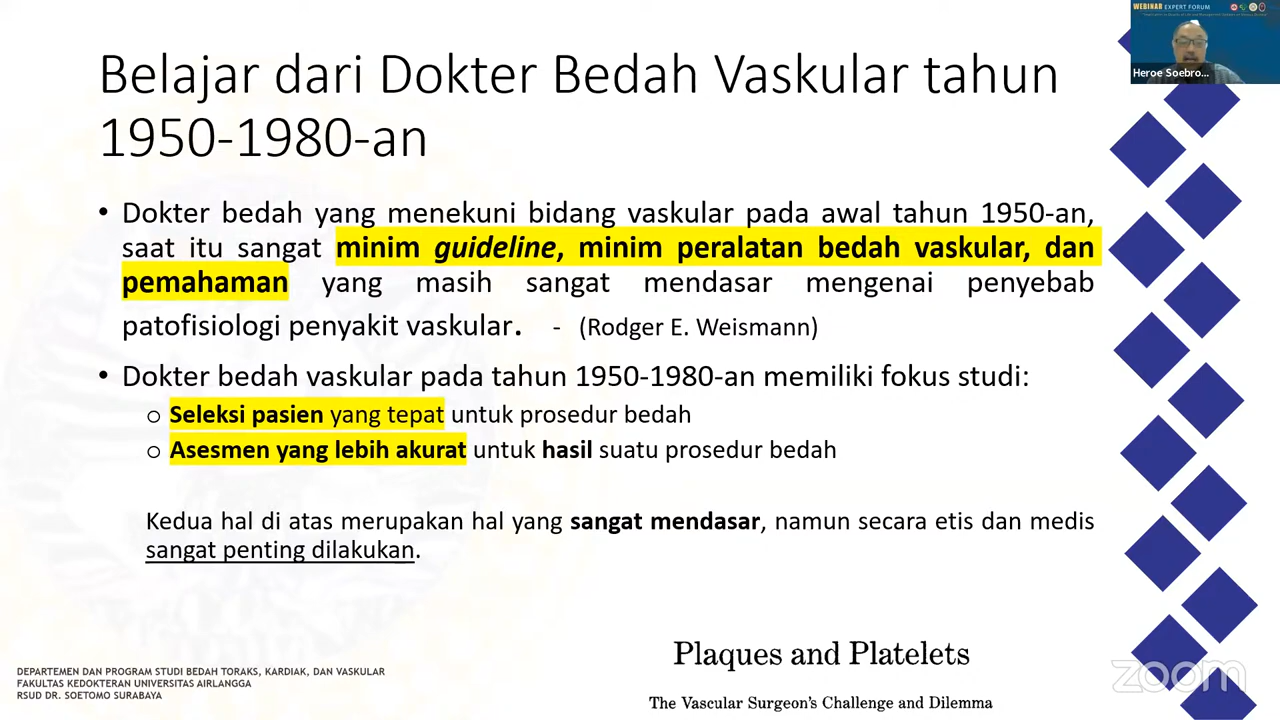 WEBINAR EXPERT FORUM
Heroe Soebro...
Belajar dari Dokter Bedah Vaskular tahun
1950-1980-an
• Dokter bedah yang menekuni bidang vaskular pada awal tahun 1950-an,
saat itu sangat minim guideline, minim peralatan bedah vaskular, dan
pemahaman yang masih sangat mendasar mengenai penyebab
patofisiologi penyakit vaskular. - (Rodger E. Weismann)
• Dokter bedah vaskular pada tahun 1950-1980-an memiliki fokus studi:
o Seleksi pasien yang tepat untuk prosedur bedah
o Asesmen yang lebih akurat untuk hasil suatu prosedur bedah
Kedua hal di atas merupakan hal yang sangat mendasar, namun secara etis dan medis
sangat penting dilakukan.
Plaques and Platelets
The Vascular Surgeon's Challenge and Dilemma
DEPARTEMEN DAN PROGRAM STUDI BEDAH TORAKS, KARDIAK, DAN VASKULAR
FAKULTAS KEDOKTERAN UNIVERSITAS AIRLANGGA
RSUD DR. SOETOMO SURABAYA
zoom